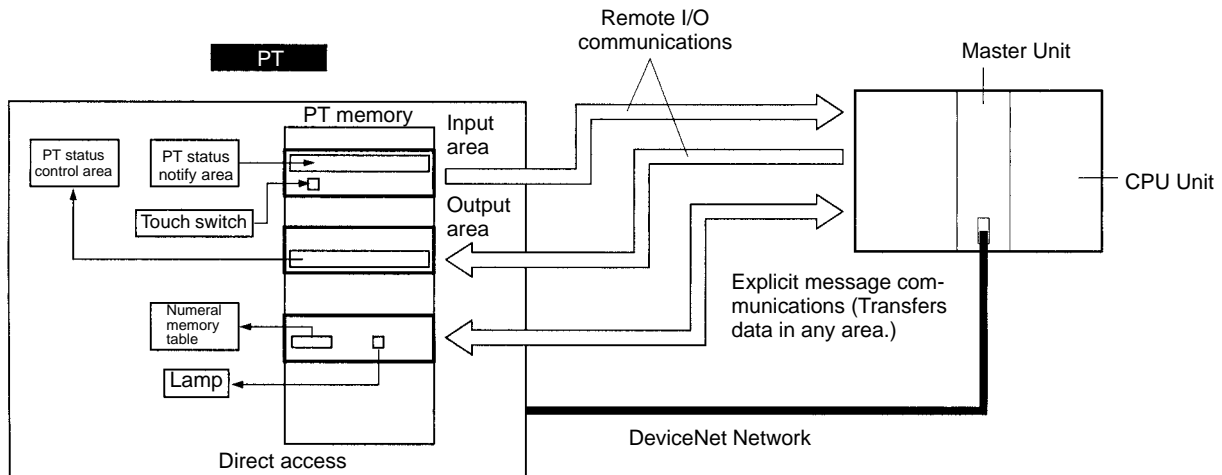 Remote I/O
communications
PT
Master Unit
PT memory
Input
area
PT status
control area
PT status
notify area
CPU Unit
Touch switch
Output
area
Explicit message com-
munications (Transfers
data in any area.)
Numeral
memory
table
Lamp
DeviceNet Network
Direct access